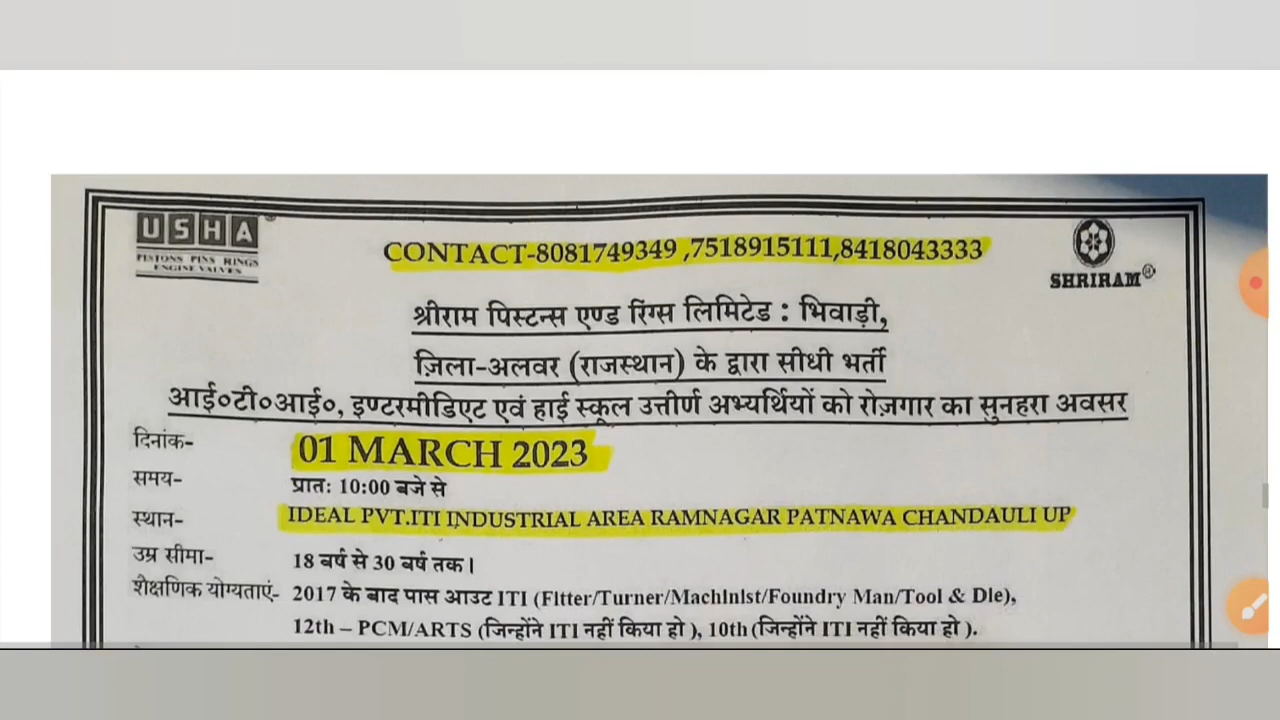 USHA
PISTONS PINS RINGS
ENGINE VALVES
CONTACT-8081749349 ,7518915111,8418043333
SHRIRAM®
श्रीराम पिस्टन्स एण्ड रिंग्स लिमिटेड : भिवाड़ी,
ज़िला-अलवर (राजस्थान) के द्वारा सीधी भर्ती
आई०टी०आई०, इण्टरमीडिएट एवं हाई स्कूल उत्तीर्ण अभ्यर्थियों को रोज़गार का सुनहरा अवसर
दिनांक- 01 MARCH 2023
समय- प्रातः 10:00 बजे से
स्थान- IDEAL PVT.ITI INDUSTRIAL AREA RAMNAGAR PATNAWA CHANDAULI UP
उम्र सीमा- 18 बर्ष से 30 बर्ष तक।
शैक्षणिक योग्यताएं- 2017 के बाद पास आउट ITI (Fitter/Turner/Machinist/Foundry Man/Tool & Die),
12th – PCM/ARTS (जिन्होंने ITI नहीं किया हो ), 10th (जिन्होंने ITI नहीं किया हो ).